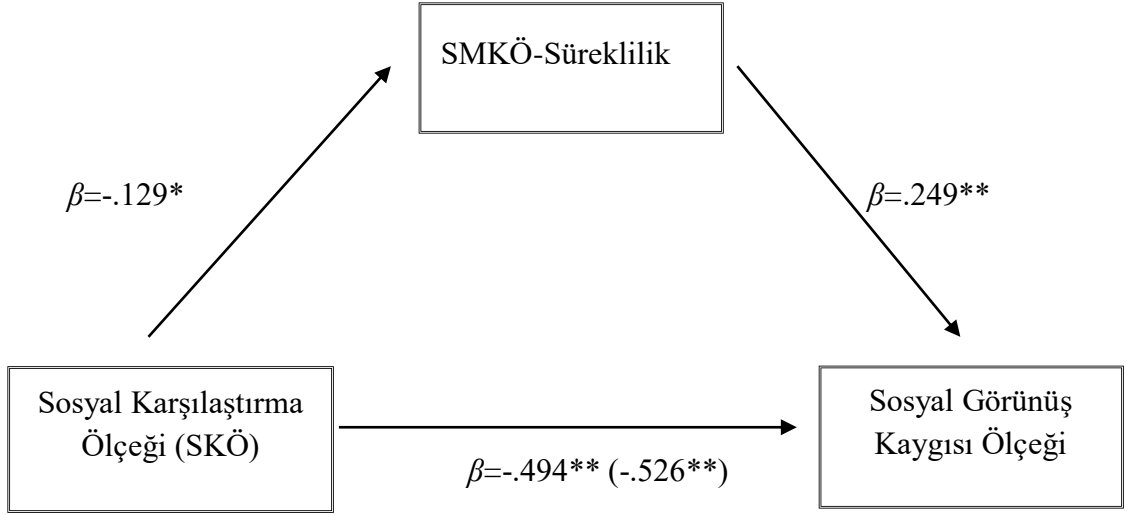 SMKÖ-Süreklilik
β=-.129*
β=.249**
Sosyal Karşılaştırma
Ölçeği (SKÖ)
Sosyal Görünüş
Kaygısı Ölçeği
β=-.494** (-.526**)